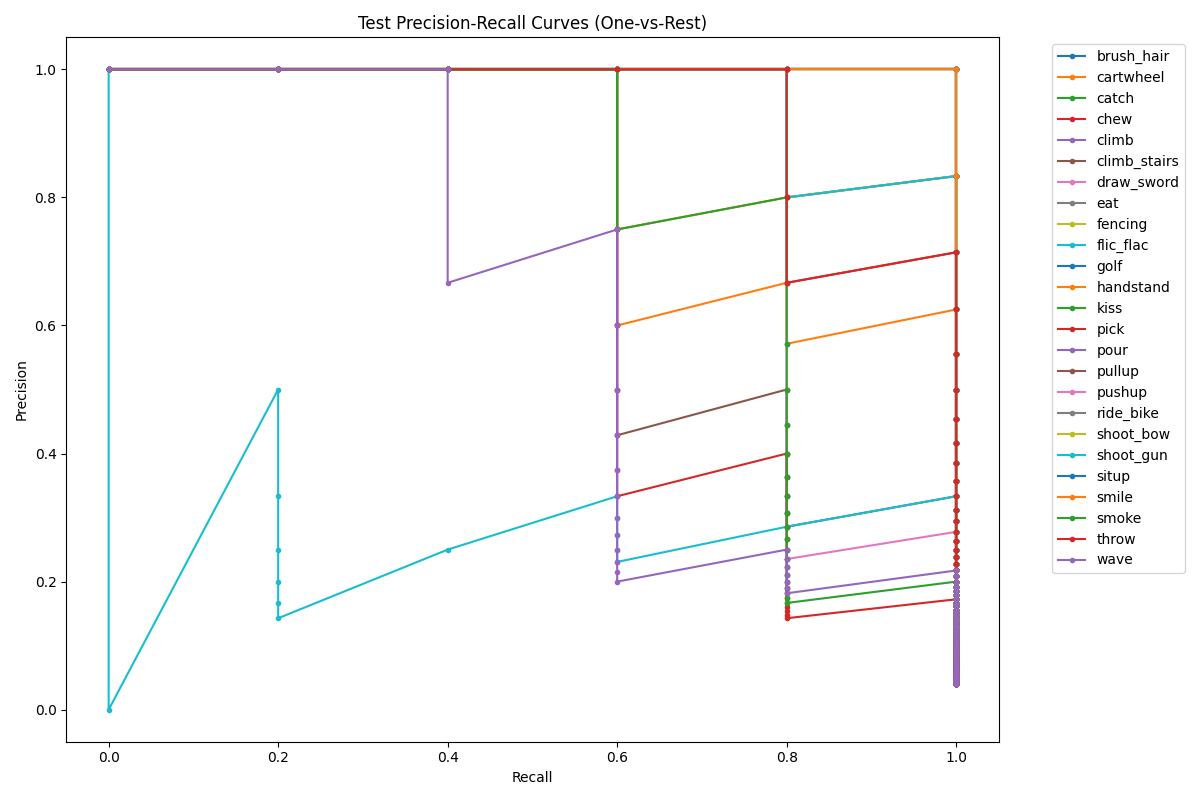 Test Precision-Recall Curves (One-vs-Rest)
1.0
0.8
0.6
0.4
0.2
0.0
Precision
0.0 0.2 0.4 0.6 0.8 1.0
Recall
brush_hair
cartwheel
catch
chew
climb
climb_stairs
draw_sword
eat
fencing
flic_flac
golf
handstand
kiss
pick
pour
pullup
pushup
ride_bike
shoot_bow
shoot_gun
situp
smile
smoke
throw
wave